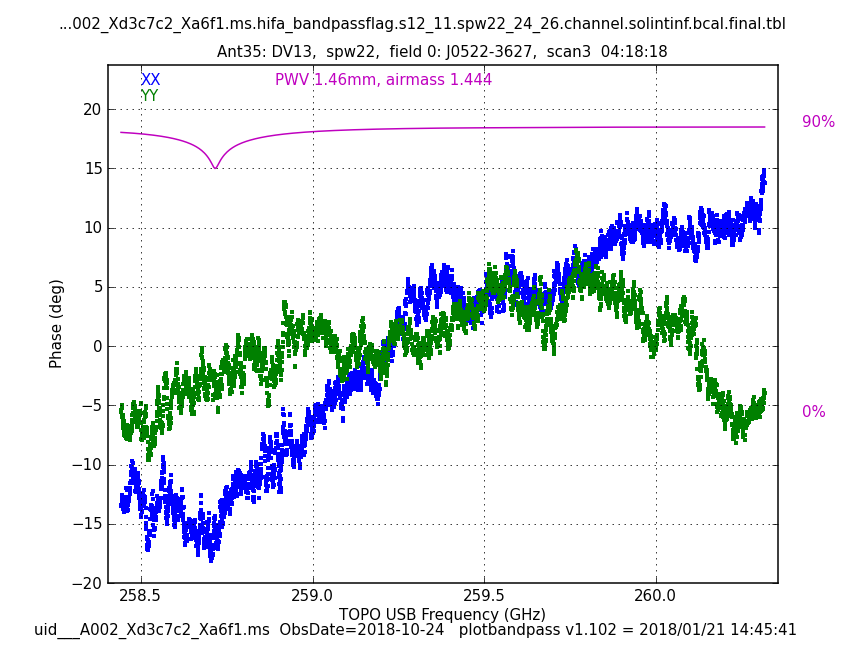 ...002_Xd3c7c2_Xa6f1.ms.hifa_bandpassflag.s12_11.spw22_24_26.channel.solintinf.bcal.final.tbl
Ant35: DV13,  spw22,  field 0: J0522-3627,  scan3  04:18:18
XX
PWV 1.46mm, airmass 1.444
YY
20
90%
15
10
5
Phase (deg)
0
−5
0%
−10
−15
−20
258.5 259.0 259.5 260.0
TOPO USB Frequency (GHz)
uid___A002_Xd3c7c2_Xa6f1.ms  ObsDate=2018-10-24   plotbandpass v1.102 = 2018/01/21 14:45:41